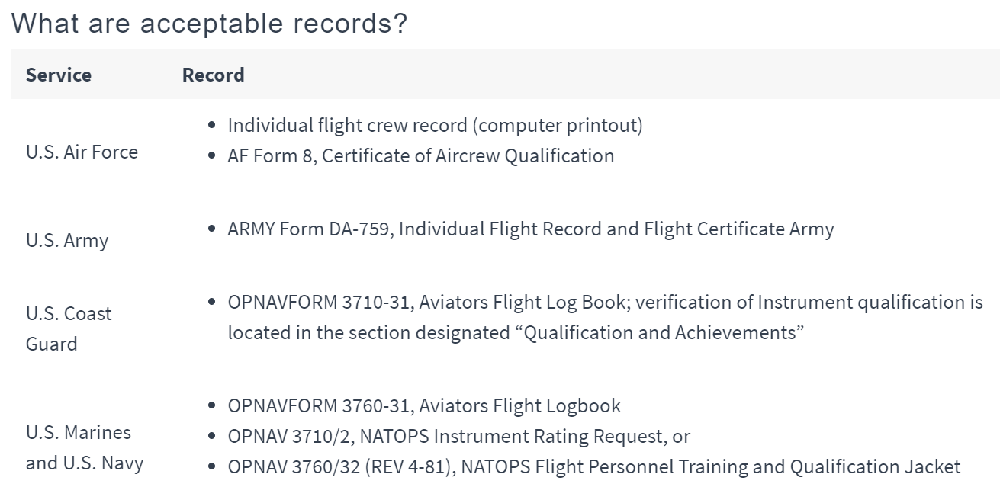 What are acceptable records?
Service Record
U.S. Air Force
• Individual flight crew record (computer printout)
• AF Form 8, Certificate of Aircrew Qualification
U.S. Army
• ARMY Form DA-759, Individual Flight Record and Flight Certificate Army
U.S. Coast
Guard
• OPNAVFORM 3710-31, Aviators Flight Log Book; verification of Instrument qualification is
located in the section designated “Qualification and Achievements”
U.S. Marines
and U.S. Navy
• OPNAVFORM 3760-31, Aviators Flight Logbook
• OPNAV 3710/2, NATOPS Instrument Rating Request, or
• OPNAV 3760/32 (REV 4-81), NATOPS Flight Personnel Training and Qualification Jacket